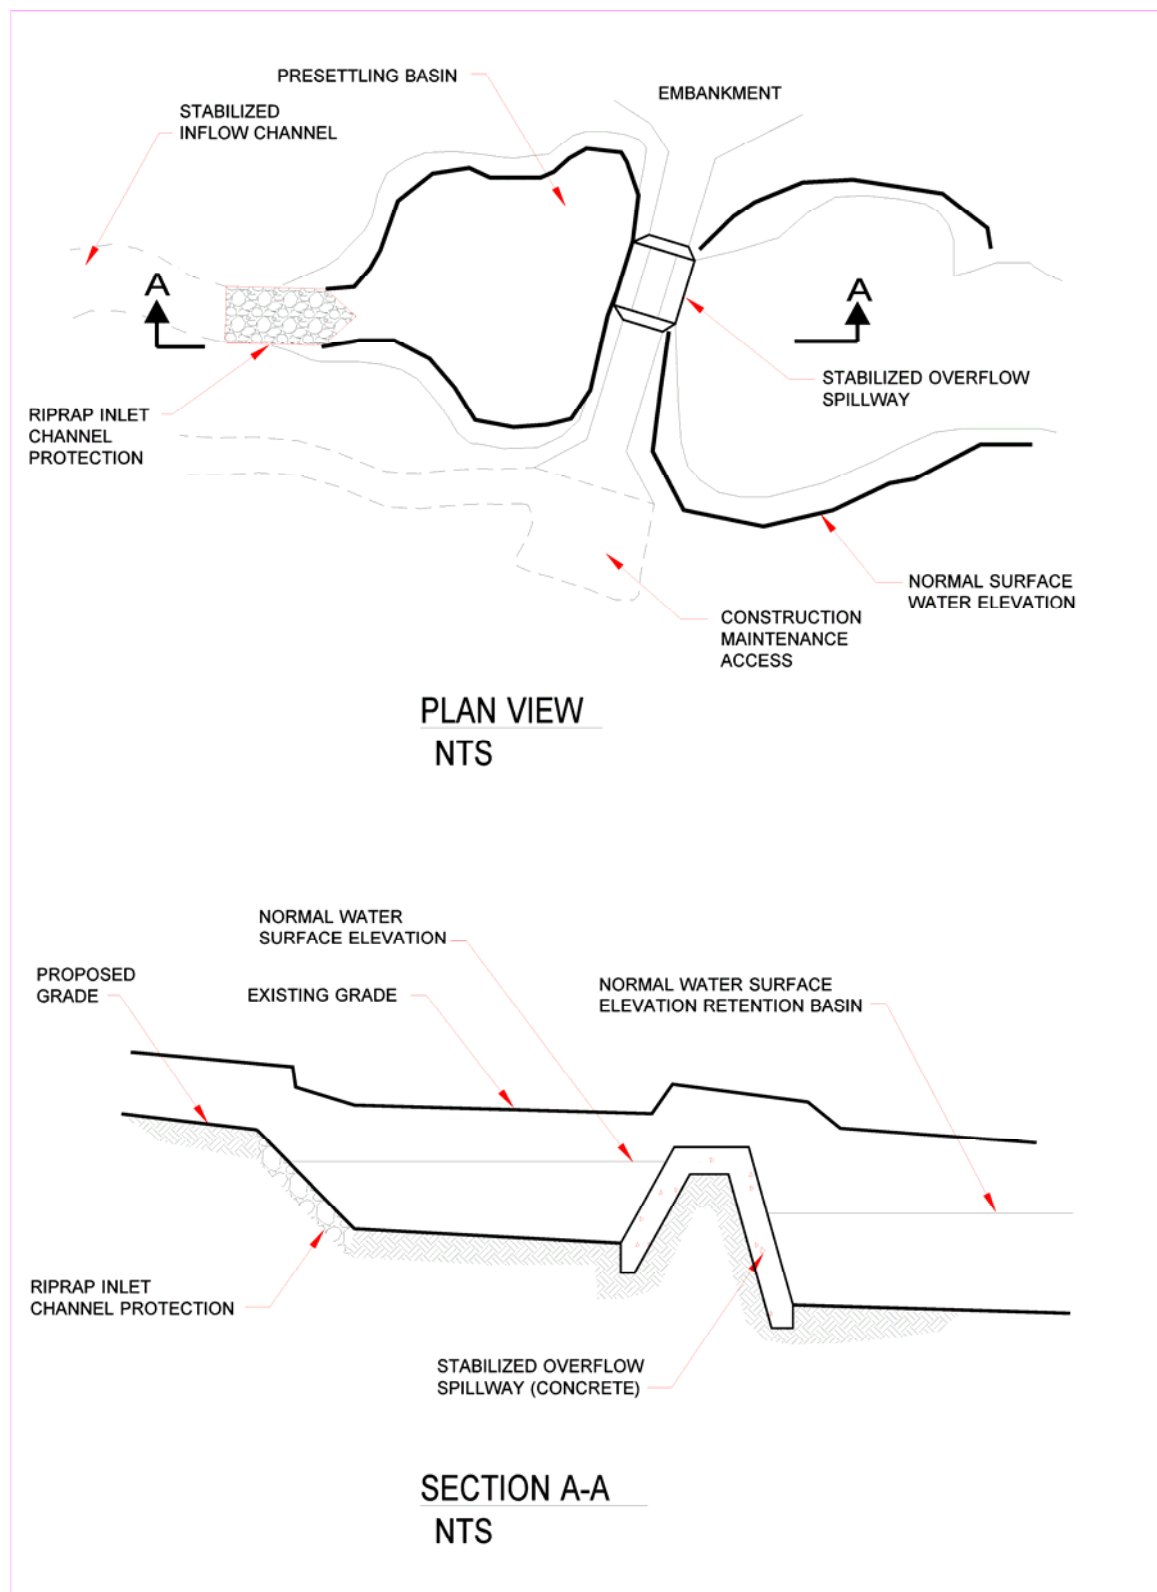 PRESETTLING BASIN
EMBANKMENT
STABILIZED
INFLOW CHANNEL
A
A
STABILIZED OVERFLOW
SPILLWAY
RIPRAP INLET
CHANNEL
PROTECTION
NORMAL SURFACE
WATER ELEVATION
CONSTRUCTION
MAINTENANCE
ACCESS
PLAN VIEW
NTS
NORMAL WATER
SURFACE ELEVATION
PROPOSED
GRADE
EXISTING GRADE
NORMAL WATER SURFACE
ELEVATION RETENTION BASIN
RIPRAP INLET
CHANNEL PROTECTION
STABILIZED OVERFLOW
SPILLWAY (CONCRETE)
SECTION A-A
NTS